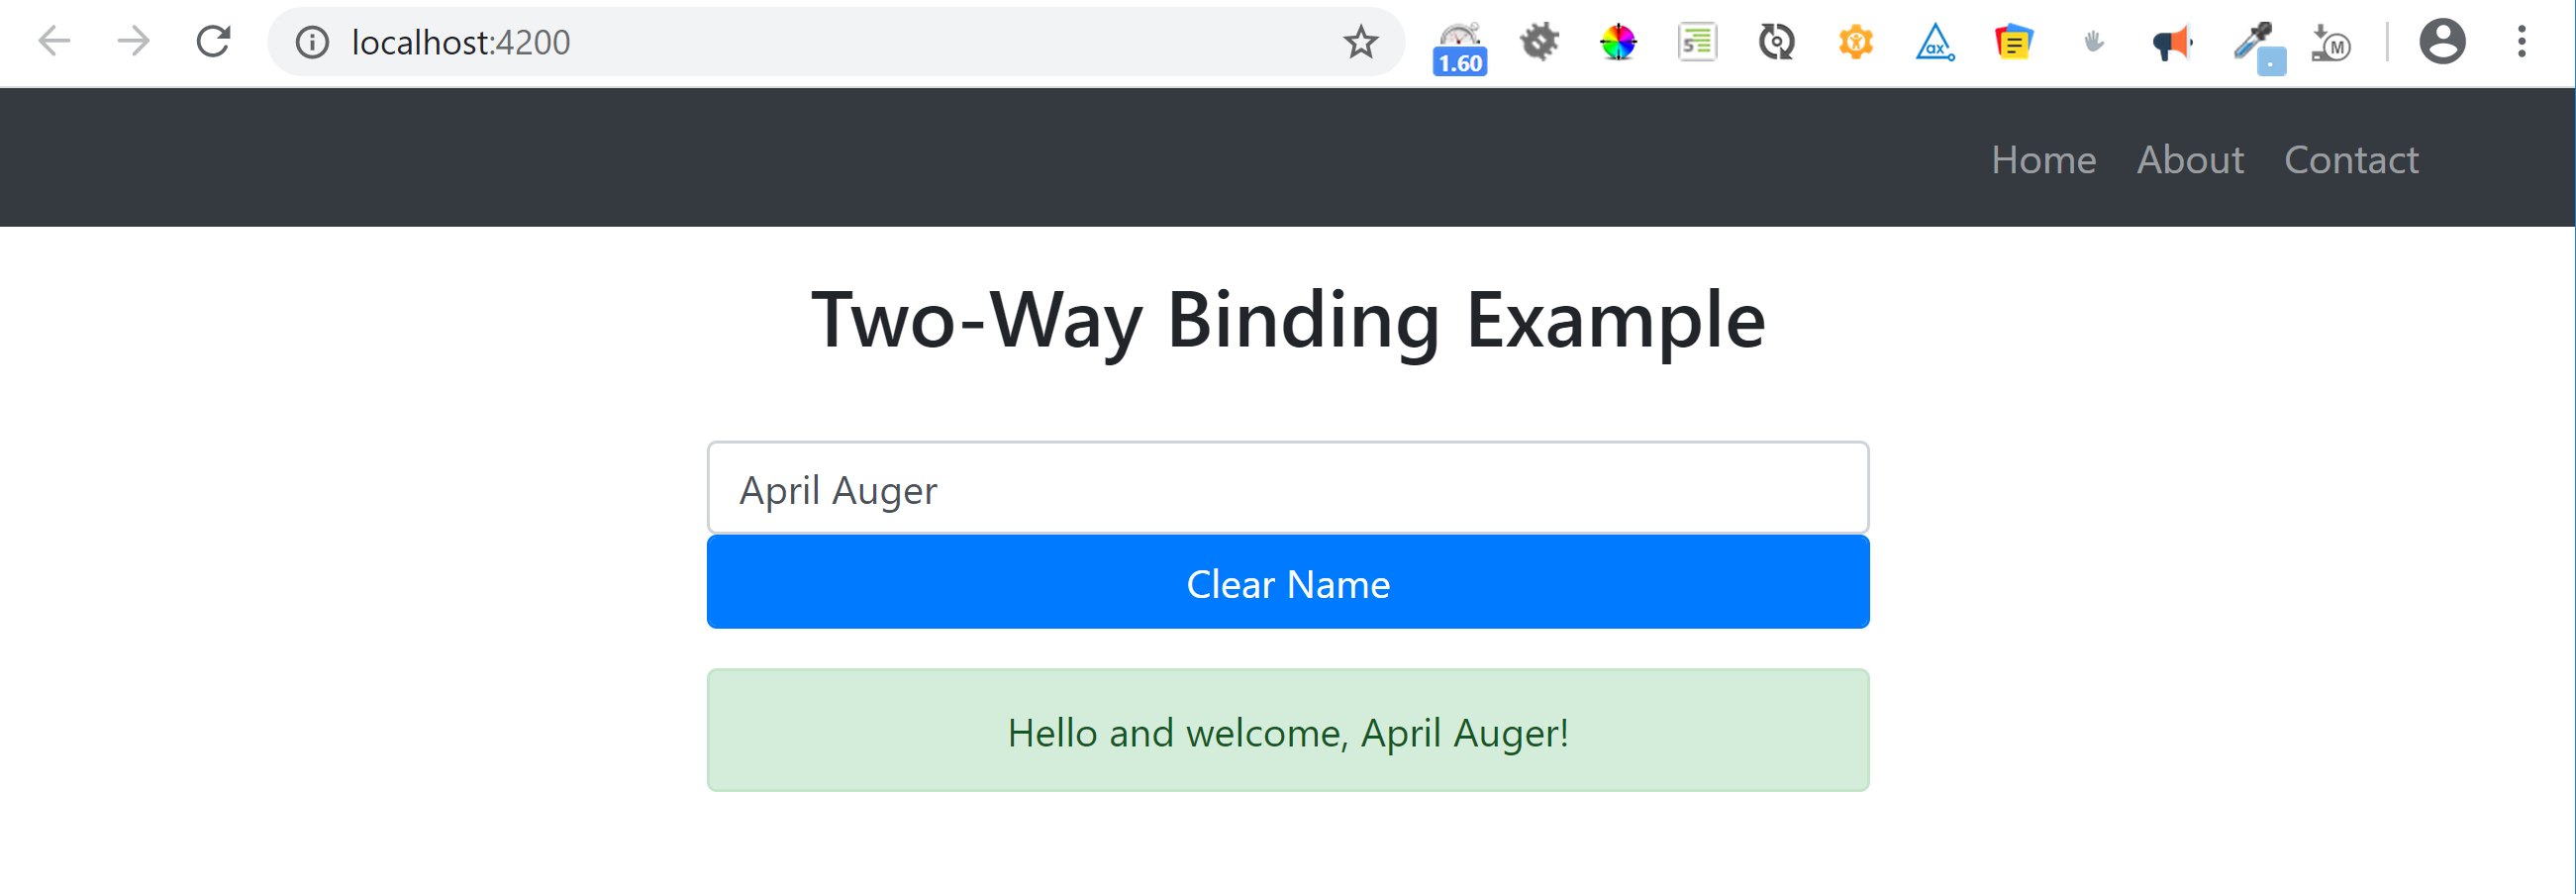 localhost:4200
1.60
Home About Contact
Two-Way Binding Example
April Auger
Clear Name
Hello and welcome, April Auger!